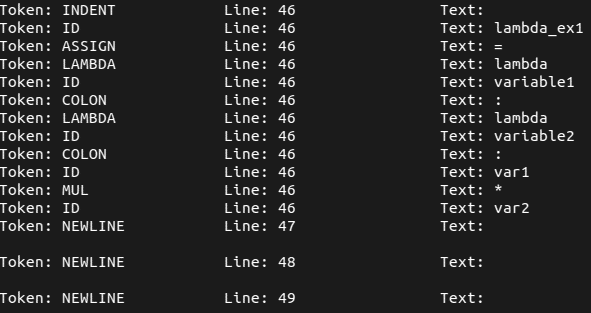 Token: INDENT Line: 46 Text:
Token: ID Line: 46 Text: lambda_ex1
Token: ASSIGN Line: 46 Text: =
Token: LAMBDA Line: 46 Text: lambda
Token: ID Line: 46 Text: variable1
Token: COLON Line: 46 Text: :
Token: LAMBDA Line: 46 Text: lambda
Token: ID Line: 46 Text: variable2
Token: COLON Line: 46 Text: :
Token: ID Line: 46 Text: var1
Token: MUL Line: 46 Text: *
Token: ID Line: 46 Text: var2
Token: NEWLINE Line: 47 Text:
Token: NEWLINE Line: 48 Text:
Token: NEWLINE Line: 49 Text: